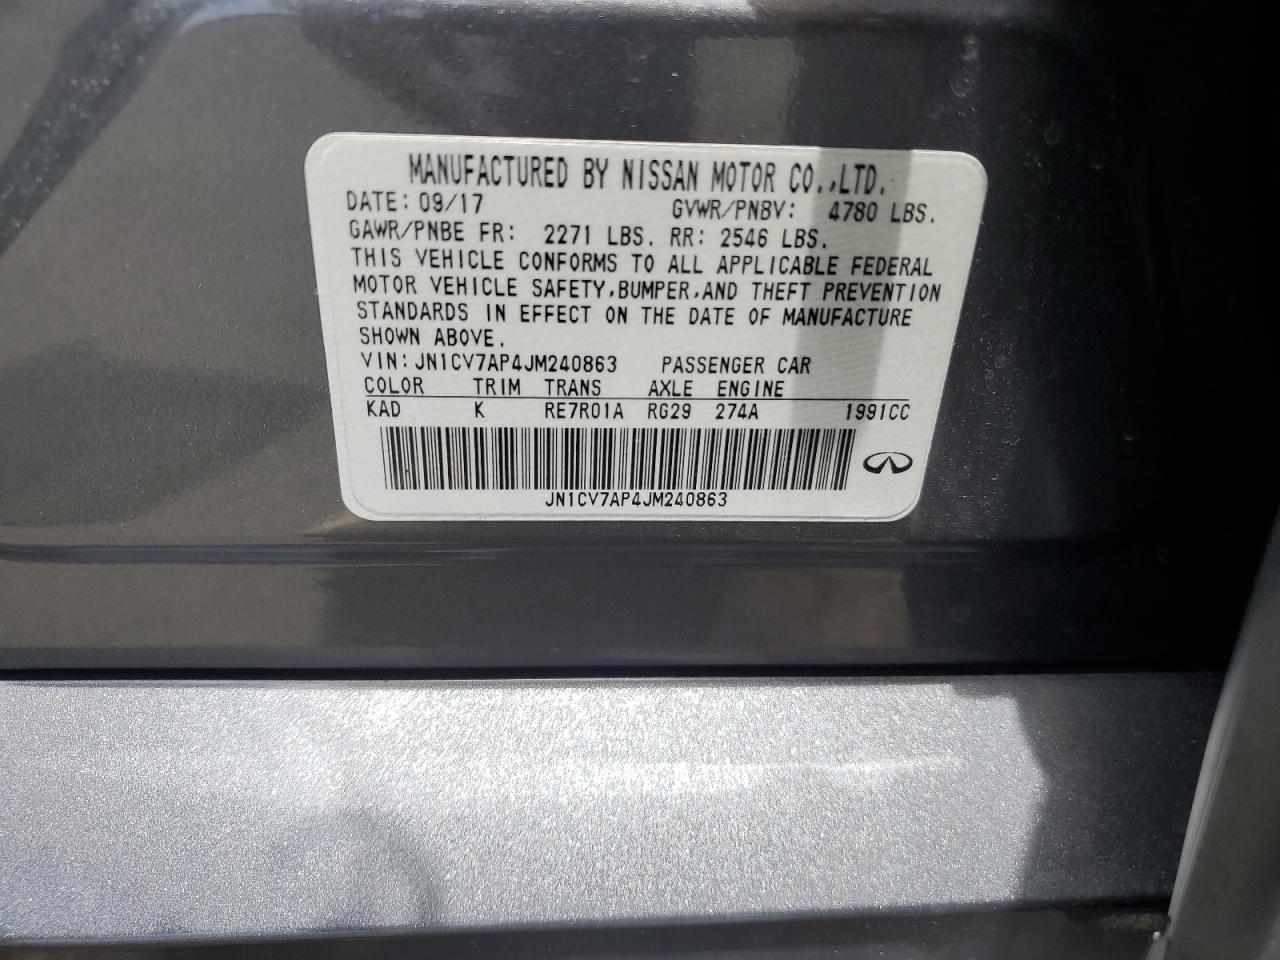 MANUFACTURED BY NISSAN MOTOR CO.,LTD.
DATE: 09/17 GVWR/PNBV: 4780 LBS.
GAWR/PNBE FR: 2271 LBS. RR: 2546 LBS.
THIS VEHICLE CONFORMS TO ALL APPLICABLE FEDERAL
MOTOR VEHICLE SAFETY,BUMPER,AND THEFT PREVENTION
STANDARDS IN EFFECT ON THE DATE OF MANUFACTURE
SHOWN ABOVE.
VIN:JN1CV7AP4JM240863 PASSENGER CAR
COLOR TRIM TRANS AXLE ENGINE
KAD K RE7R01A RG29 274A 1991CC
JN1CV7AP4JM240863